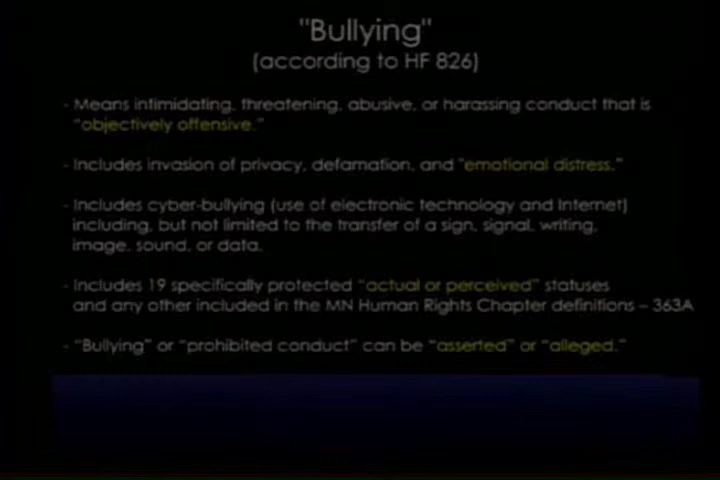 "Bullying"
(according to HF 826)
- Means intimidating, threatening, abusive, or harassing conduct that is
"objectively offensive."
- Includes invasion of privacy, defamation, and "emotional distress."
- Includes cyber-bullying (use of electronic technology and Internet)
including, but not limited to the transfer of a sign, signal, writing,
image, sound, or data.
- Includes 19 specifically protected "actual or perceived" statuses
and any other included in the MN Human Rights Chapter definitions – 363A
- "Bullying" or "prohibited conduct" can be "asserted" or "alleged."